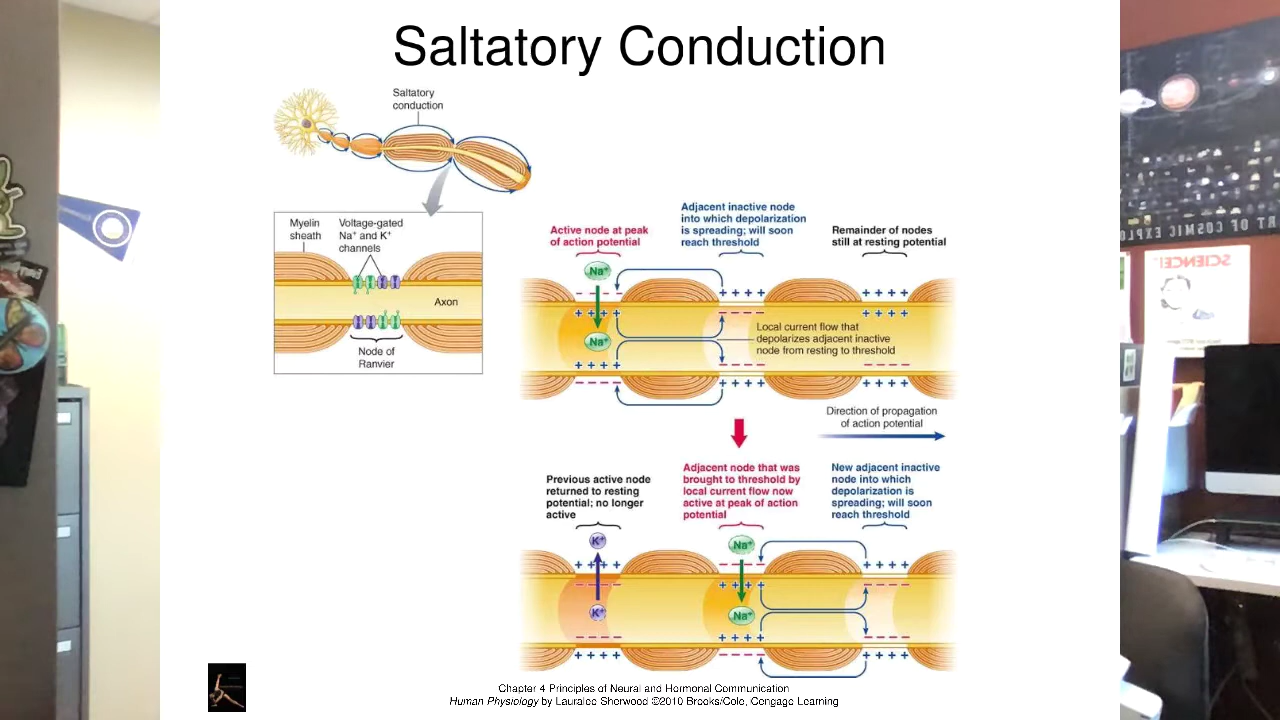 Saltatory Conduction
Saltatory
conduction
Myelin
sheath
Voltage-gated
Na⁺ and K⁺
channels
Axon
Node of
Ranvier
Active node at peak
of action potential
Adjacent inactive node
into which depolarization
is spreading; will soon
reach threshold
Remainder of nodes
still at resting potential
Na⁺
Na⁺
Local current flow that
depolarizes adjacent inactive
node from resting to threshold
Direction of propagation
of action potential
Previous active node
returned to resting
potential; no longer
active
Adjacent node that was
brought to threshold by
local current flow now
active at peak of action
potential
New adjacent inactive
node into which
depolarization is
spreading; will soon
reach threshold
K⁺
K⁺
Na⁺
Na⁺
Chapter 4 Principles of Neural and Hormonal Communication
Human Physiology by Lauralee Sherwood ©2010 Brooks/Cole, Cengage Learning
OF COSMIC EXPLO
SCIENCE!